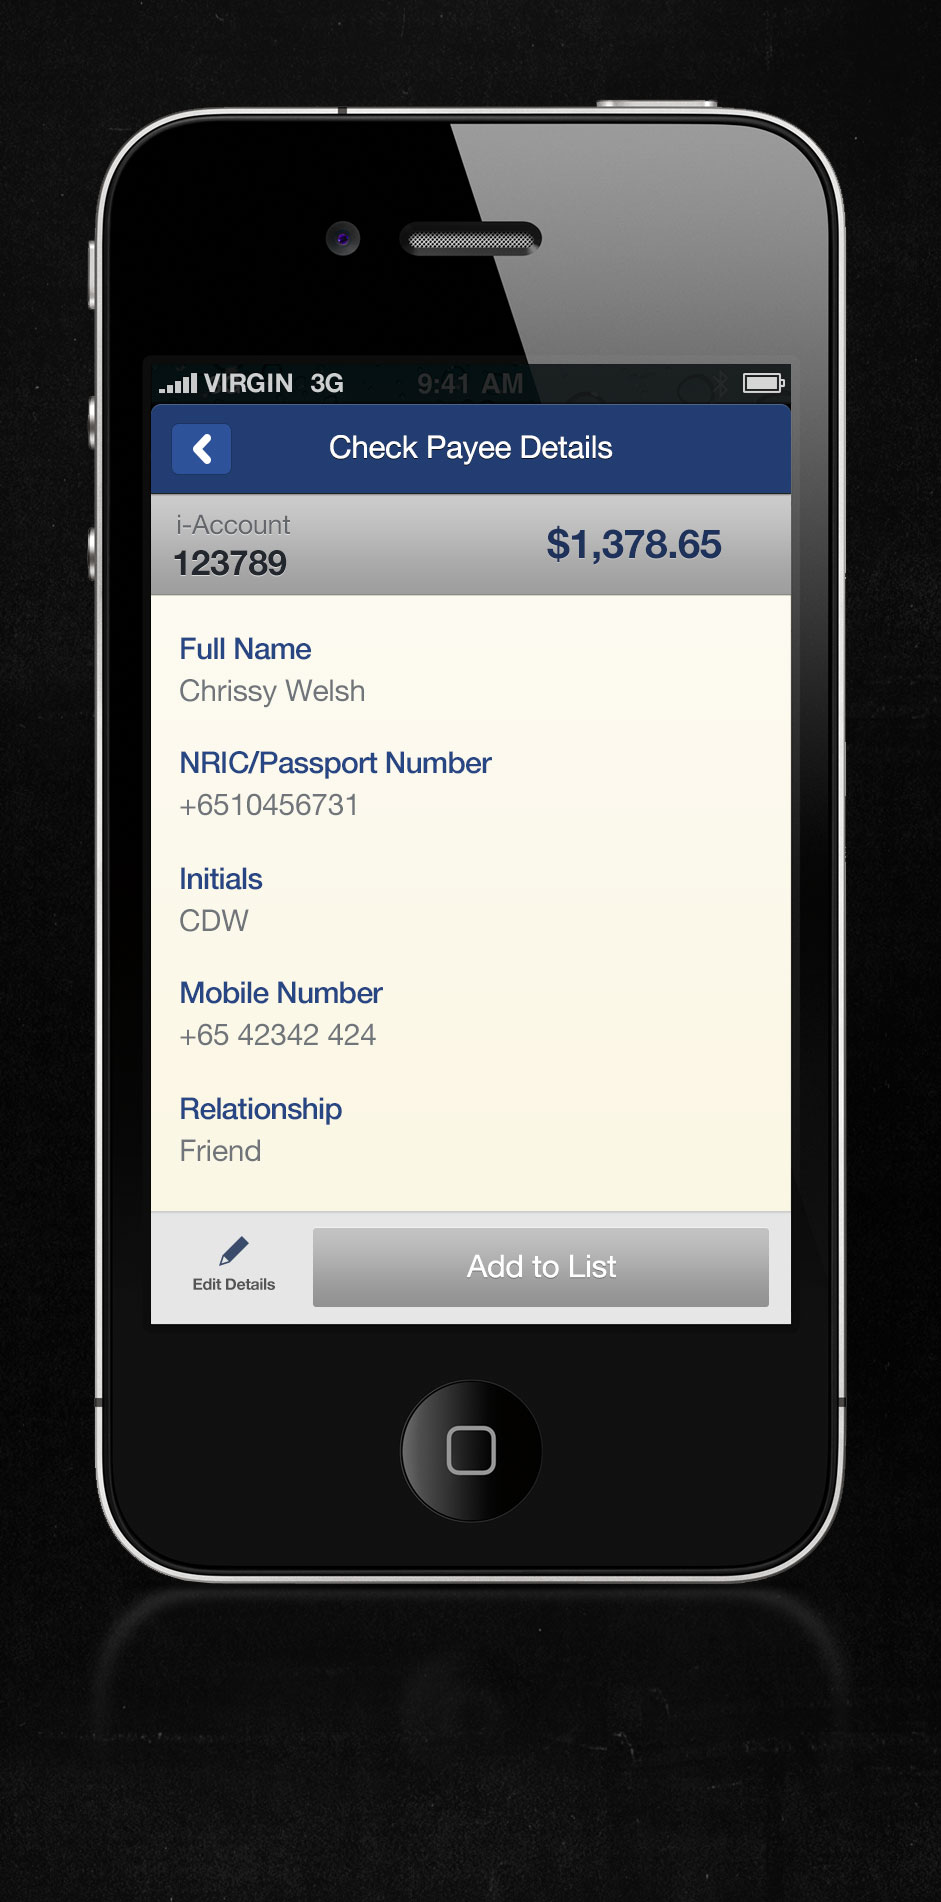 VIRGIN 3G 9:41 AM
Check Payee Details
i-Account
123789
$1,378.65
Full Name
Chrissy Welsh
NRIC/Passport Number
+6510456731
Initials
CDW
Mobile Number
+65 42342 424
Relationship
Friend
Edit Details
Add to List